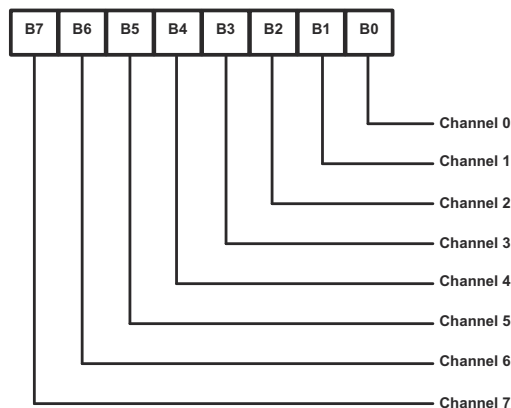 B7 B6 B5 B4 B3 B2 B1 B0
Channel 0
Channel 1
Channel 2
Channel 3
Channel 4
Channel 5
Channel 6
Channel 7